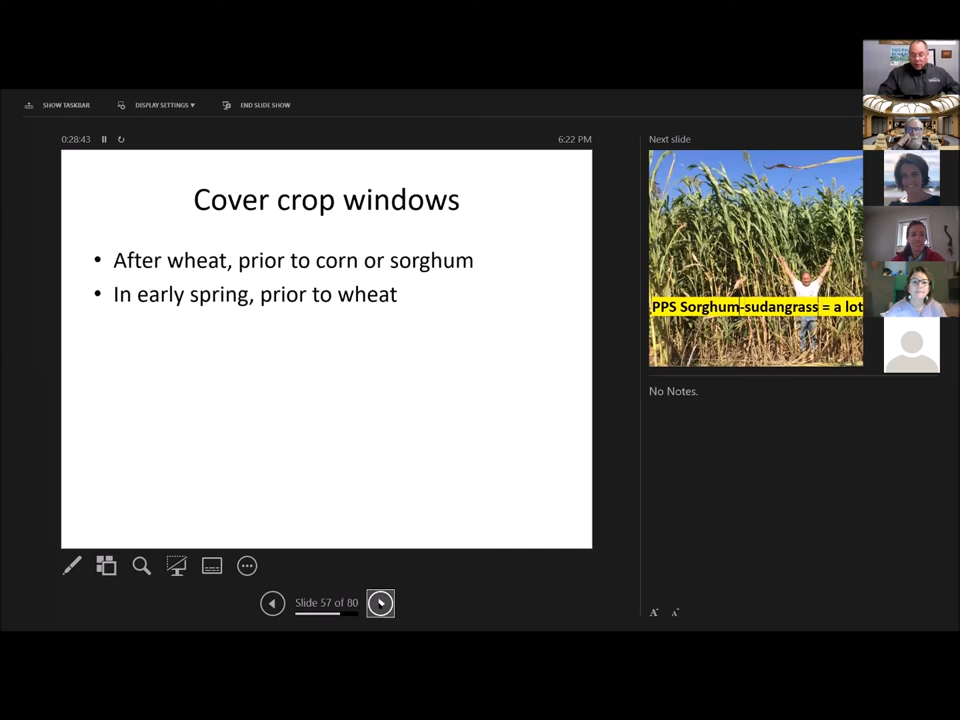 SHOW TASKBAR
DISPLAY SETTINGS ▾
END SLIDE SHOW
0:28:43
6:22 PM
Cover crop windows
• After wheat, prior to corn or sorghum
• In early spring, prior to wheat
Slide 57 of 80
Next slide
PPS Sorghum-sudangrass = a lot
No Notes.
A
A